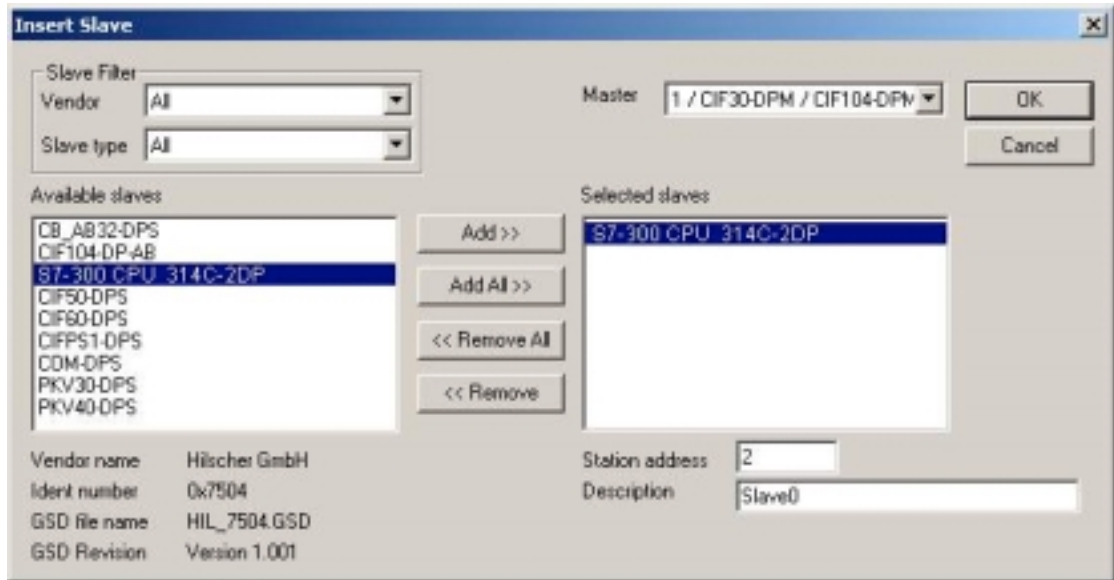 Insert Slave
Slave Filter
Vendor All
Slave type All
Master 1 / CIF30-DPM / CIF104-DPM
OK
Cancel
Available slaves
CB_AB32-DPS
CIF104-DP-AB
S7-300 CPU 314C-2DP
CIF50-DPS
CIF60-DPS
CIFPS1-DPS
COM-DPS
PKV30-DPS
PKV40-DPS
Add >>
Add All >>
<< Remove All
<< Remove
Selected slaves
S7-300 CPU 314C-2DP
Vendor name Hilscher GmbH
Ident number 0x7504
GSD file name HIL_7504.GSD
GSD Revision Version 1.001
Station address 2
Description Slave0